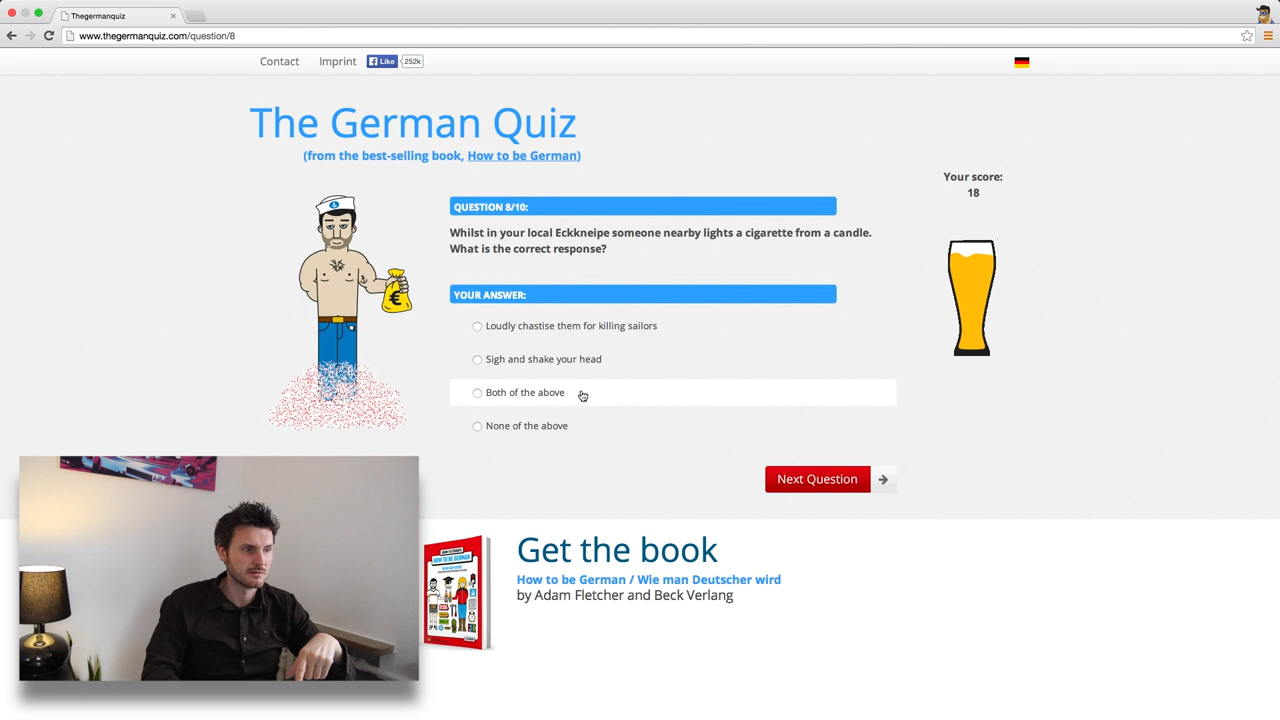 Thegermanquiz
www.thegermanquiz.com/question/8
Contact Imprint Like 252k
The German Quiz
(from the best-selling book, How to be German)
Your score:
18
QUESTION 8/10:
Whilst in your local Eckkneipe someone nearby lights a cigarette from a candle.
What is the correct response?
€
YOUR ANSWER:
Loudly chastise them for killing sailors
Sigh and shake your head
Both of the above
None of the above
Next Question
Get the book
How to be German / Wie man Deutscher wird
by Adam Fletcher and Beck Verlang
HOW TO BE GERMAN